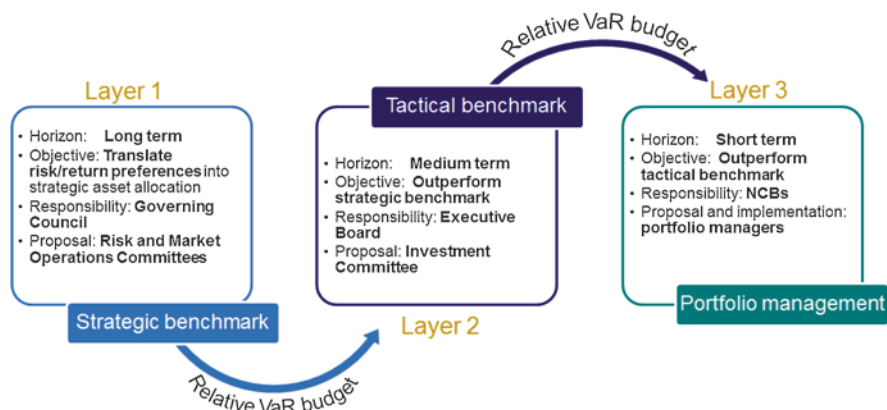 Layer 1
• Horizon: Long term
• Objective: Translate
risk/return preferences into
strategic asset allocation
• Responsibility: Governing
Council
• Proposal: Risk and Market
Operations Committees
Strategic benchmark
Relative VaR budget
Tactical benchmark
• Horizon: Medium term
• Objective: Outperform
strategic benchmark
• Responsibility: Executive
Board
• Proposal: Investment
Committee
Layer 2
Relative VaR budget
Layer 3
• Horizon: Short term
• Objective: Outperform
tactical benchmark
• Responsibility: NCBs
• Proposal and implementation:
portfolio managers
Portfolio management